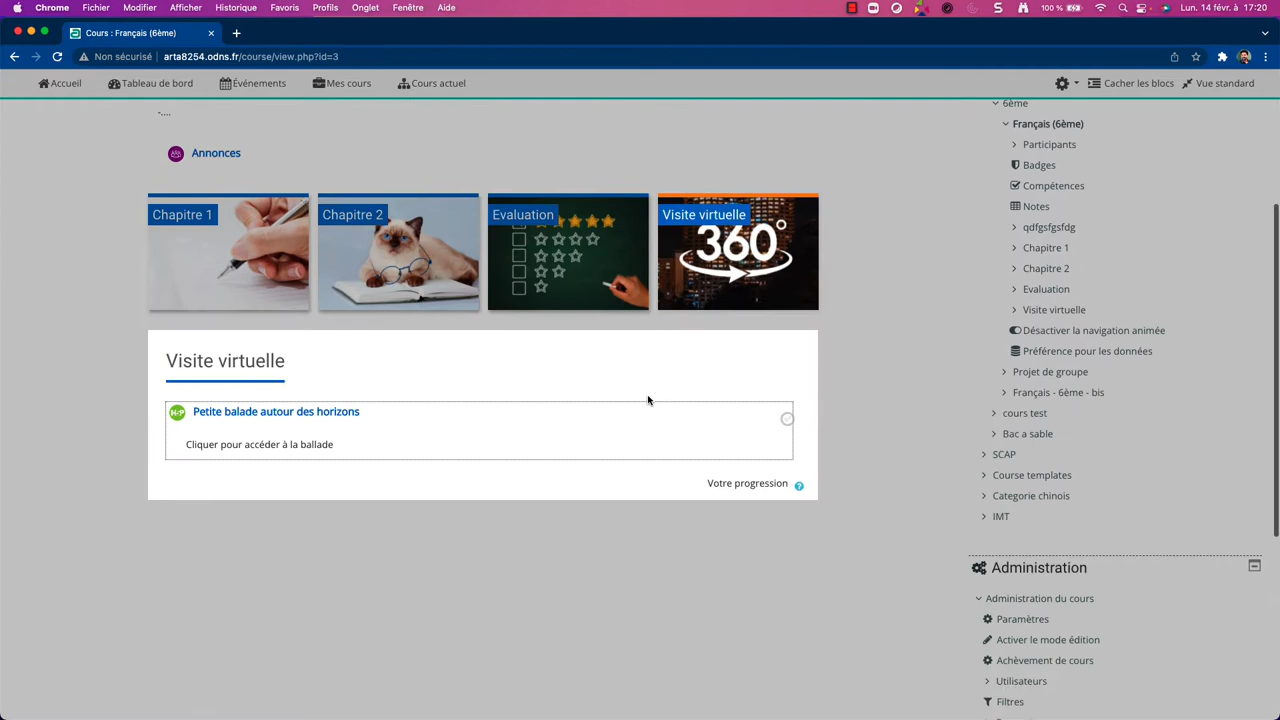 Chrome Fichier Modifier Afficher Historique Favoris Profils Onglet Fenêtre Aide 100 % Lun. 14 févr. à 17:20
Cours : Français (6ème)
Non sécurisé arta8254.odns.fr/course/view.php?id=3
Accueil Tableau de bord Événements Mes cours Cours actuel Cacher les blocs Vue standard
-....
Annonces
Chapitre 1 Chapitre 2 Evaluation Visite virtuelle
360°
Visite virtuelle
H-P Petite balade autour des horizons
Cliquer pour accéder à la ballade
Votre progression ?
6ème
Français (6ème)
Participants
Badges
Compétences
Notes
qdfgsfgsfdg
Chapitre 1
Chapitre 2
Evaluation
Visite virtuelle
Désactiver la navigation animée
Préférence pour les données
Projet de groupe
Français - 6ème - bis
cours test
Bac a sable
SCAP
Course templates
Categorie chinois
IMT
Administration
Administration du cours
Paramètres
Activer le mode édition
Achèvement de cours
Utilisateurs
Filtres